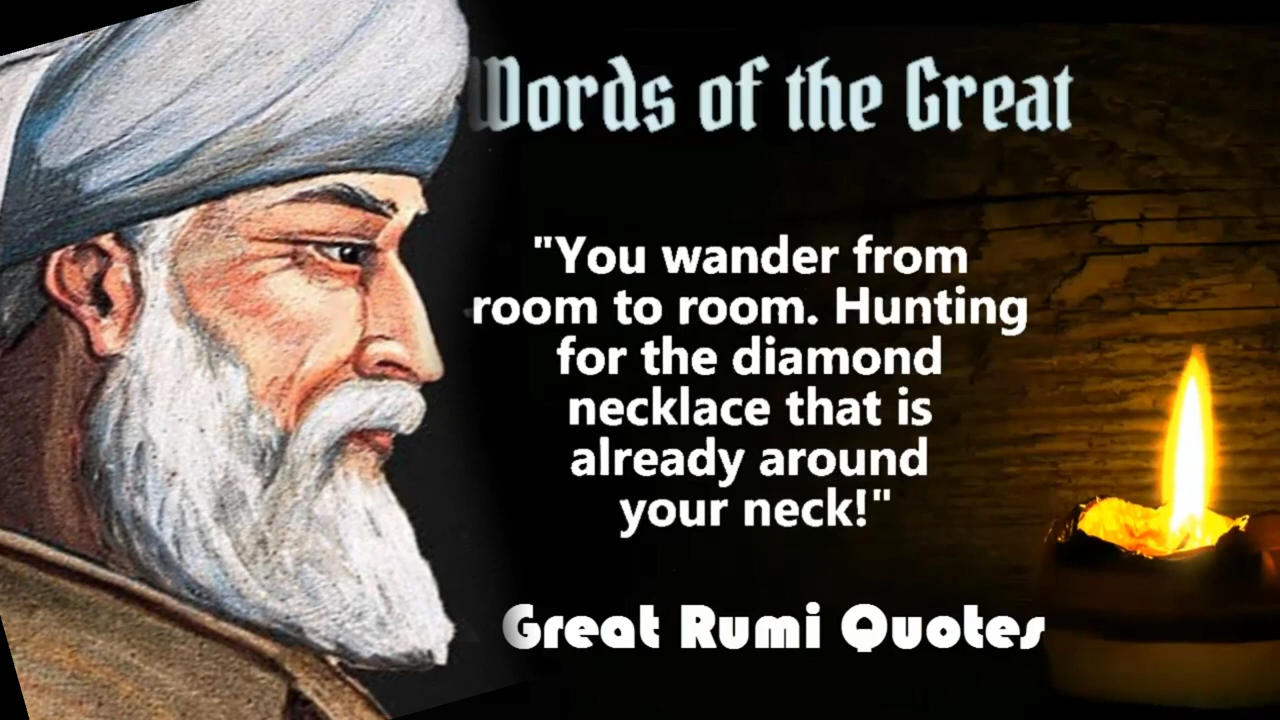 Words of the Great
"You wander from
room to room. Hunting
for the diamond
necklace that is
already around
your neck!"
Great Rumi Quotes